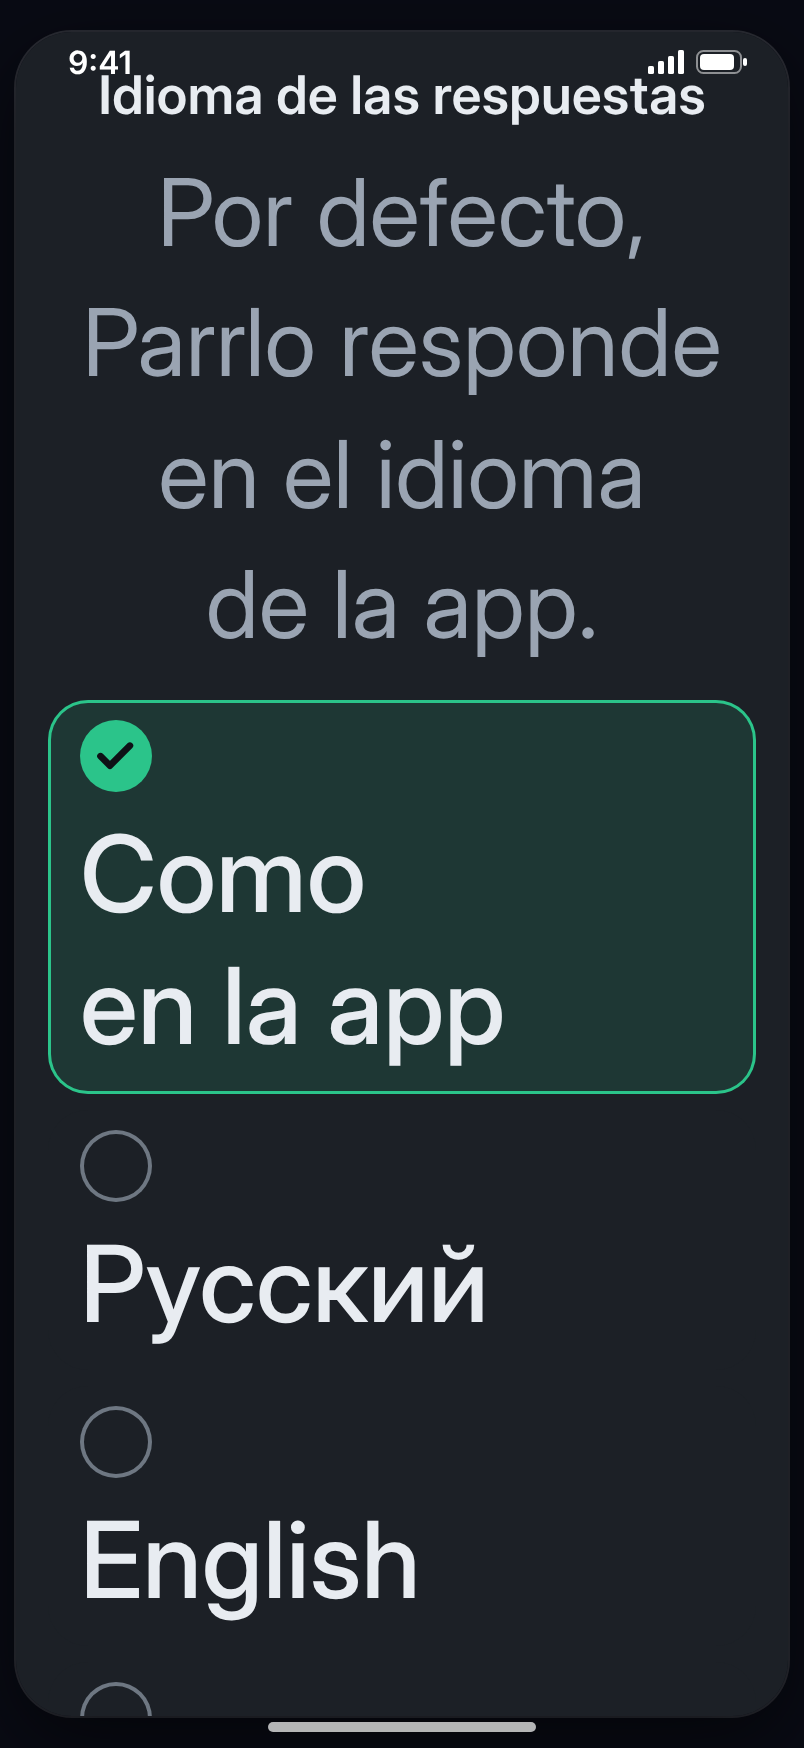 9:41
Idioma de las respuestas
Por defecto,
Parrlo responde
en el idioma
de la app.
Como
en la app
Русский
English